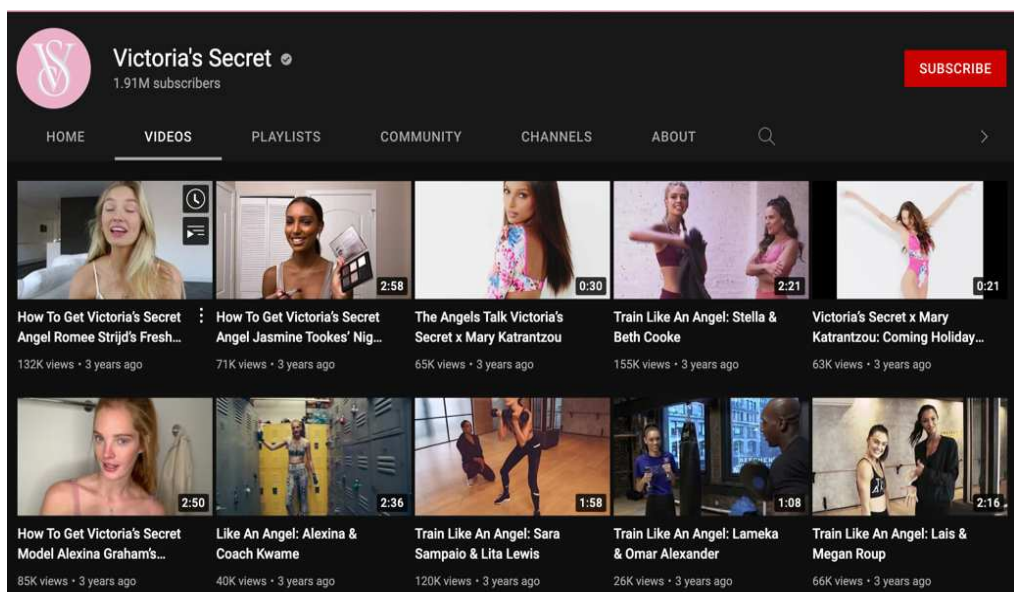 VS
Victoria's Secret
1.91M subscribers
SUBSCRIBE
HOME VIDEOS PLAYLISTS COMMUNITY CHANNELS ABOUT
2:58 0:30 2:21 0:21
How To Get Victoria's Secret
Angel Romee Strijd's Fresh...
132K views • 3 years ago
How To Get Victoria's Secret
Angel Jasmine Tookes' Nig...
71K views • 3 years ago
The Angels Talk Victoria's
Secret x Mary Katrantzou
65K views • 3 years ago
Train Like An Angel: Stella &
Beth Cooke
155K views • 3 years ago
Victoria's Secret x Mary
Katrantzou: Coming Holiday...
63K views • 3 years ago
2:50 2:36 1:58 1:08 2:16
How To Get Victoria's Secret
Model Alexina Graham's...
85K views • 3 years ago
Like An Angel: Alexina &
Coach Kwame
40K views • 3 years ago
Train Like An Angel: Sara
Sampaio & Lita Lewis
120K views • 3 years ago
Train Like An Angel: Lameka
& Omar Alexander
26K views • 3 years ago
Train Like An Angel: Lais &
Megan Roup
66K views • 3 years ago